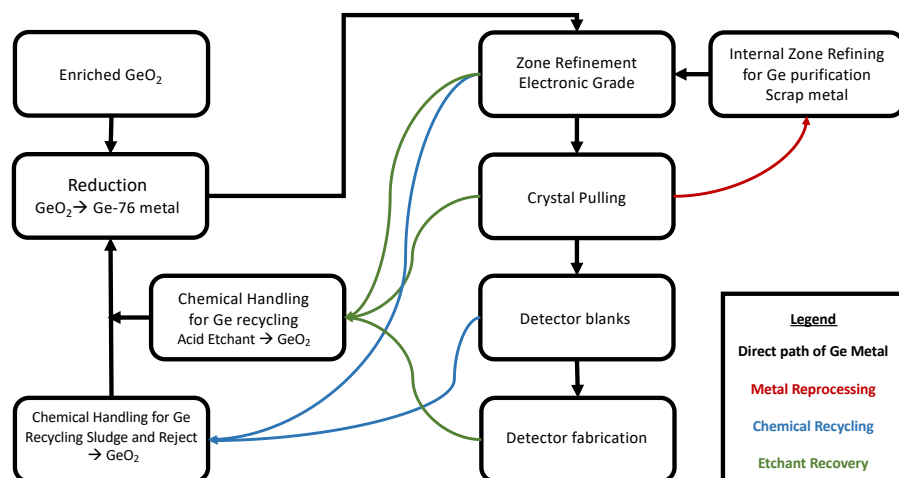 Enriched GeO₂
Zone Refinement
Electronic Grade
Internal Zone Refining
for Ge purification
Scrap metal
Reduction
GeO₂→ Ge-76 metal
Crystal Pulling
Chemical Handling
for Ge recycling
Acid Etchant → GeO₂
Detector blanks
Chemical Handling for Ge
Recycling Sludge and Reject
→ GeO₂
Detector fabrication
Legend
Direct path of Ge Metal
Metal Reprocessing
Chemical Recycling
Etchant Recovery